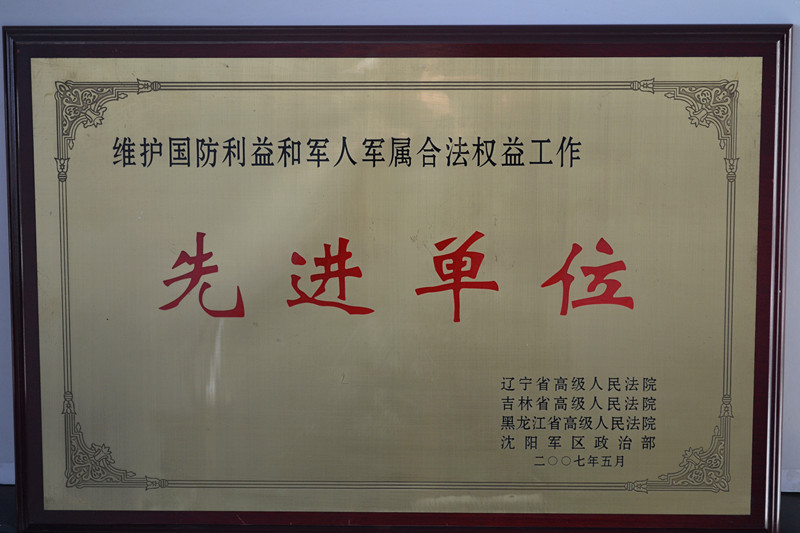 维护国防利益和军人军属合法权益工作
先进单位
辽宁省高级人民法院
吉林省高级人民法院
黑龙江省高级人民法院
沈阳军区政治部
二〇〇七年五月